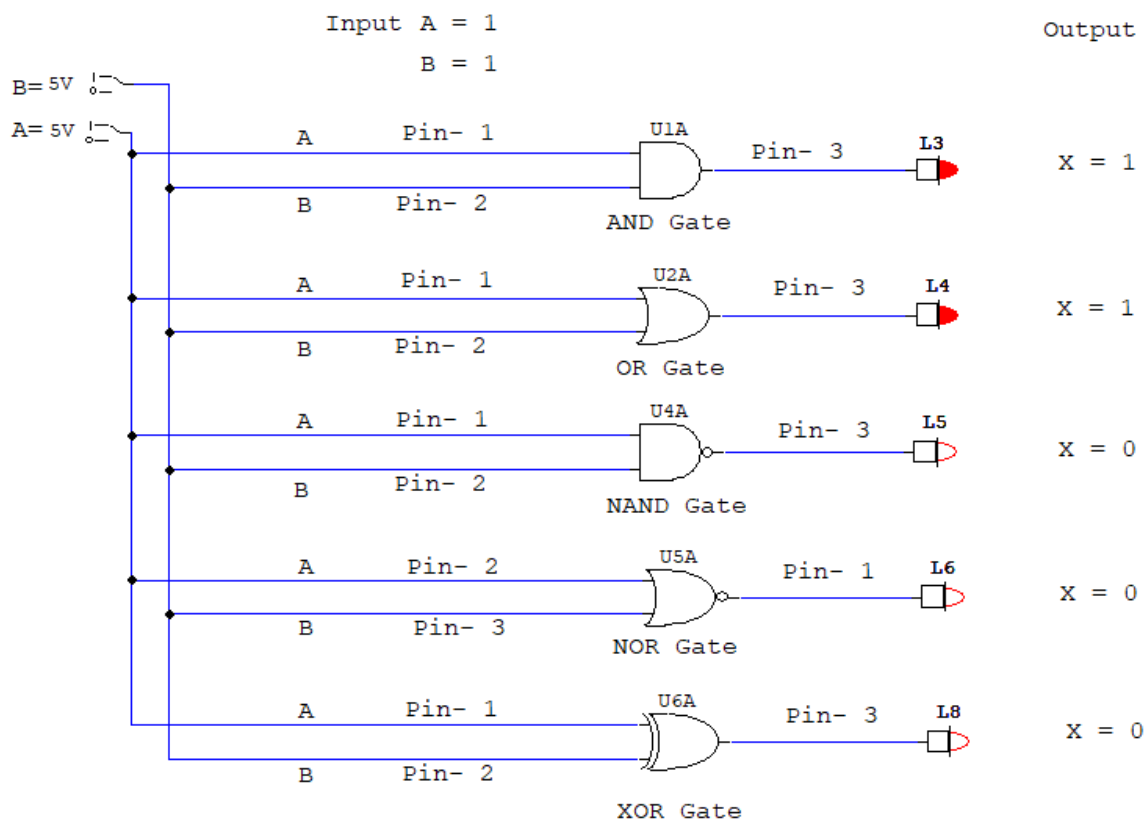 Input A = 1
Output
B = 1
B= 5V
A= 5V
A Pin- 1 U1A Pin- 3 L3 X = 1
B Pin- 2
AND Gate
A Pin- 1 U2A Pin- 3 L4 X = 1
B Pin- 2
OR Gate
A Pin- 1 U4A Pin- 3 L5 X = 0
B Pin- 2
NAND Gate
A Pin- 2 U5A Pin- 1 L6 X = 0
B Pin- 3
NOR Gate
A Pin- 1 U6A Pin- 3 L8 X = 0
B Pin- 2
XOR Gate